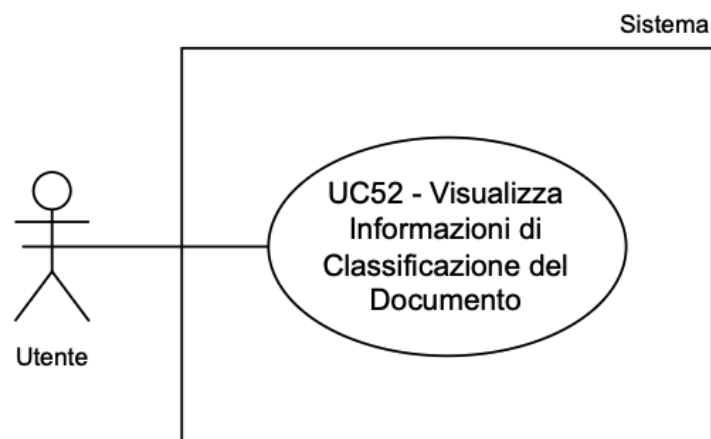 Sistema
UC52 - Visualizza
Informazioni di
Classificazione del
Documento
Utente